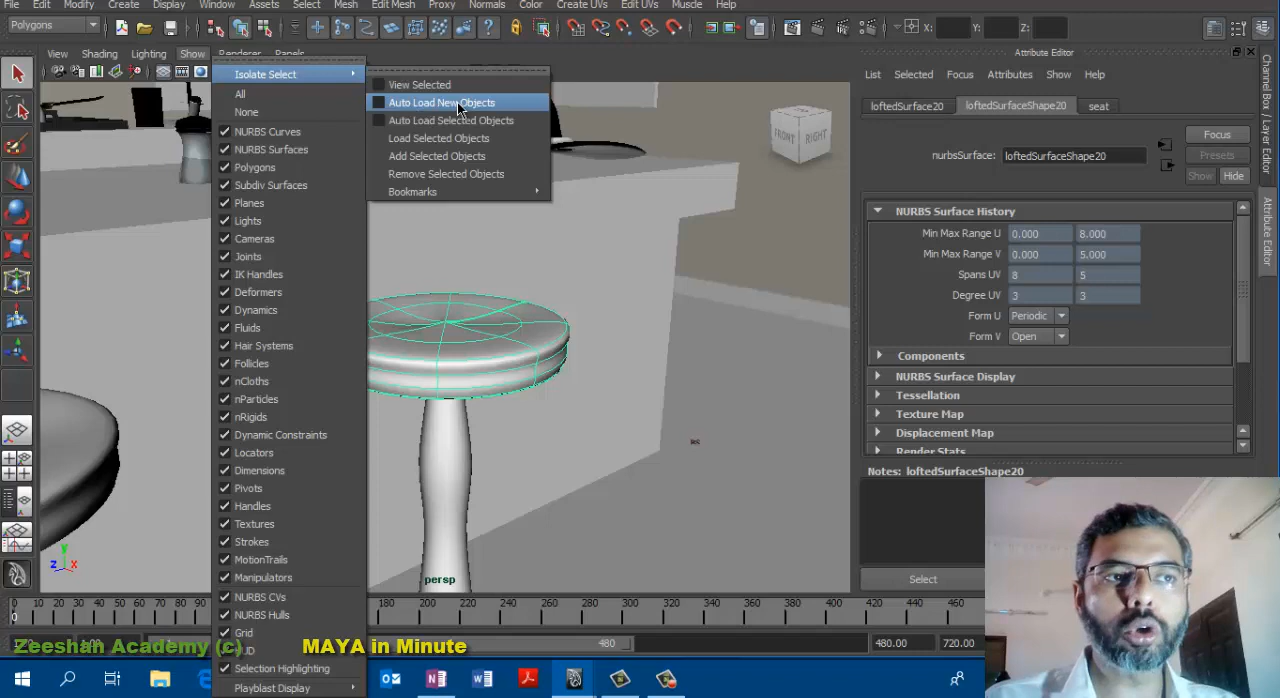 Edit Modify Create Display Window Assets Select Mesh Edit Mesh Proxy Normals Color Create UVs Edit UVs Muscle Help
Polygons
X: Y: Z:
View Shading Lighting Show Renderer Panels
Isolate Select
All
None
NURBS Curves
NURBS Surfaces
Polygons
Subdiv Surfaces
Planes
Lights
Cameras
Joints
IK Handles
Deformers
Dynamics
Fluids
Hair Systems
Follicles
nCloths
nParticles
nRigids
Dynamic Constraints
Locators
Dimensions
Pivots
Handles
Textures
Strokes
MotionTrails
Manipulators
NURBS CVs
NURBS Hulls
Grid
Selection Highlighting
Playblast Display
View Selected
Auto Load New Objects
Auto Load Selected Objects
Load Selected Objects
Add Selected Objects
Remove Selected Objects
Bookmarks
FRONT RIGHT
y
z x
persp
Attribute Editor
List Selected Focus Attributes Show Help
loftedSurface20 loftedSurfaceShape20 seat
Focus
nurbsSurface: loftedSurfaceShape20 Presets
Show Hide
NURBS Surface History
Min Max Range U 0.000 8.000
Min Max Range V 0.000 5.000
Spans UV 8 5
Degree UV 3 3
Form U Periodic
Form V Open
Components
NURBS Surface Display
Tessellation
Texture Map
Displacement Map
Render Stats
Notes: loftedSurfaceShape20
Select
Channel Box / Layer Editor
Attribute Editor
0 10 20 30 40 50 60 70 80 90 180 200 220 240 260 280 300 320 340 360 380 400 420 440 460
480 480.00 720.00
Zeeshan Academy (c) MAYA in Minute